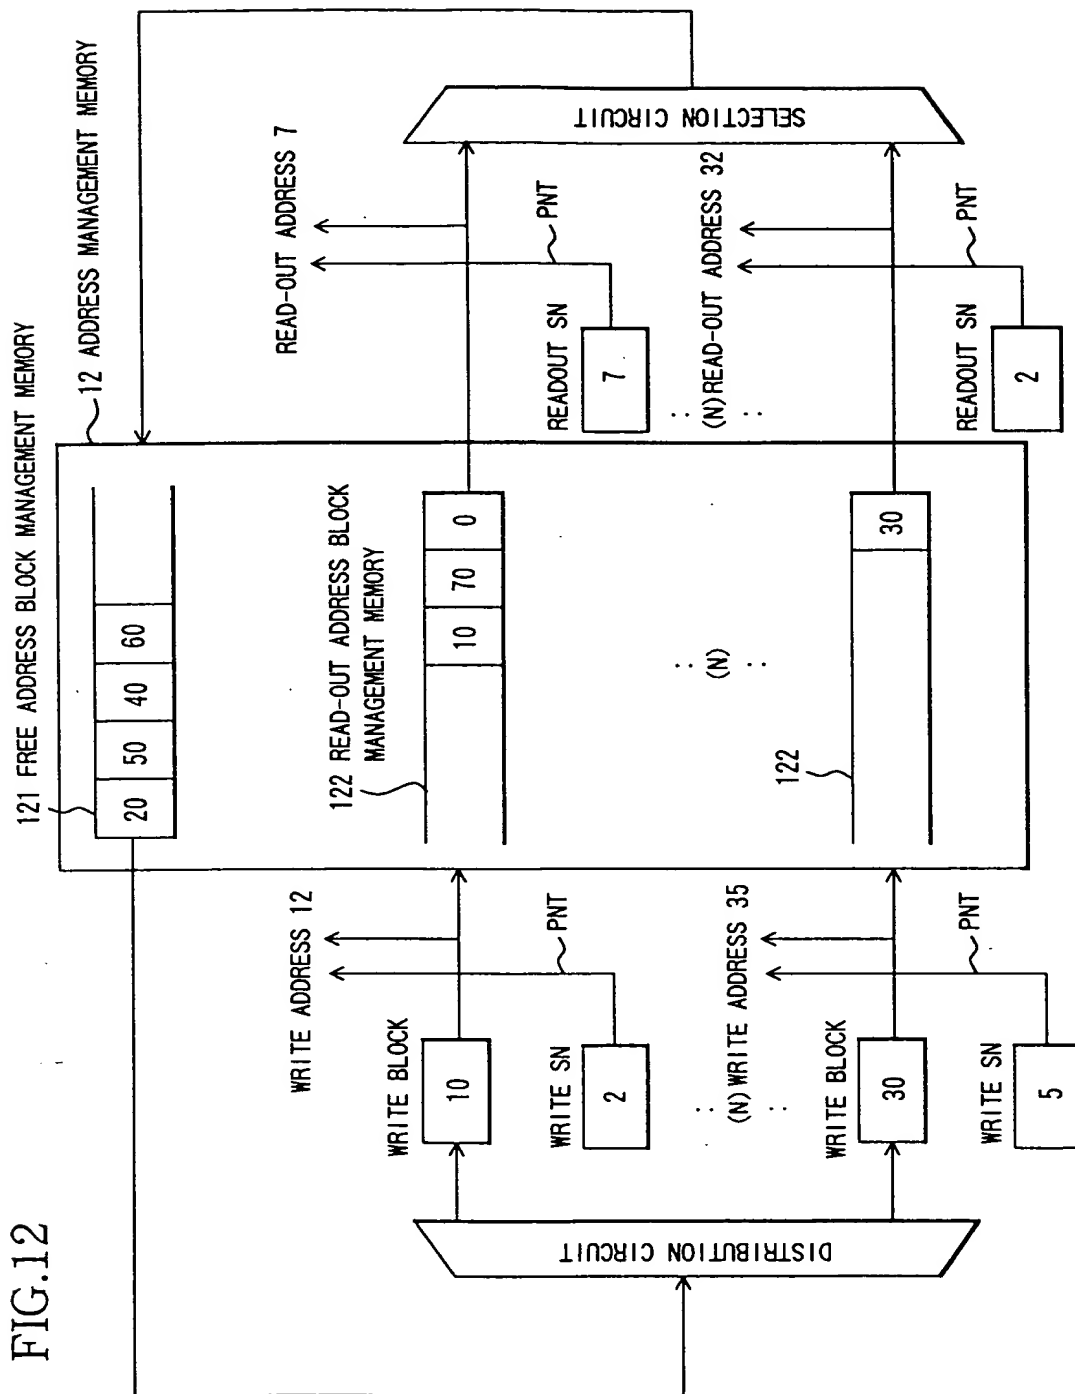 FIG.12
121 FREE ADDRESS BLOCK MANAGEMENT MEMORY
12 ADDRESS MANAGEMENT MEMORY
20
50
40
60
WRITE ADDRESS 12
WRITE BLOCK
10
PNT
WRITE SN
2
122 READ-OUT ADDRESS BLOCK
MANAGEMENT MEMORY
10
70
0
READ-OUT ADDRESS 7
PNT
READOUT SN
7
DISTRIBUTION CIRCUIT
SELECTION CIRCUIT
(N)
(N)WRITE ADDRESS 35
WRITE BLOCK
30
PNT
WRITE SN
5
122
30
(N)READ-OUT ADDRESS 32
PNT
READOUT SN
2